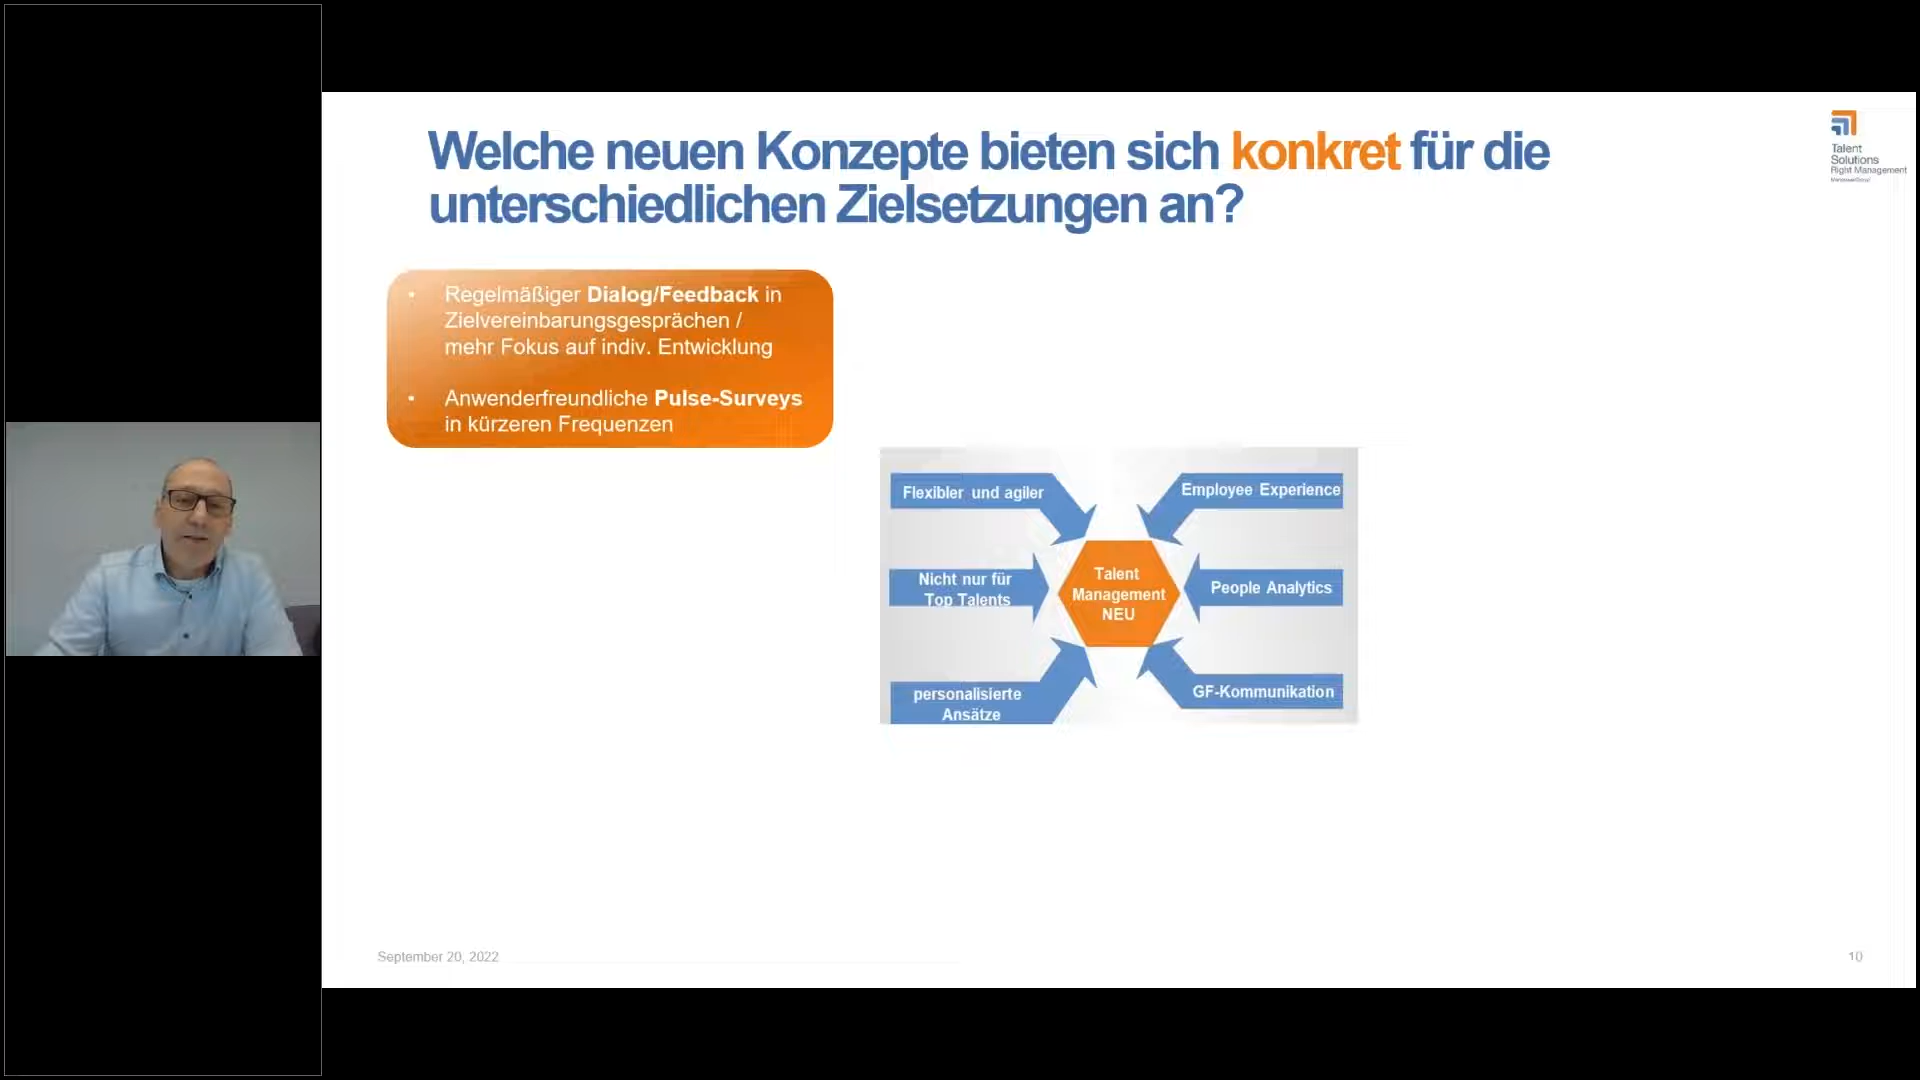 Welche neuen Konzepte bieten sich konkret für die
unterschiedlichen Zielsetzungen an?
Talent
Solutions
Right Management
ManpowerGroup
• Regelmäßiger Dialog/Feedback in
Zielvereinbarungsgesprächen /
mehr Fokus auf indiv. Entwicklung
• Anwenderfreundliche Pulse-Surveys
in kürzeren Frequenzen
Flexibler und agiler
Employee Experience
Nicht nur für
Top Talents
Talent
Management
NEU
People Analytics
personalisierte
Ansätze
GF-Kommunikation
September 20, 2022
10